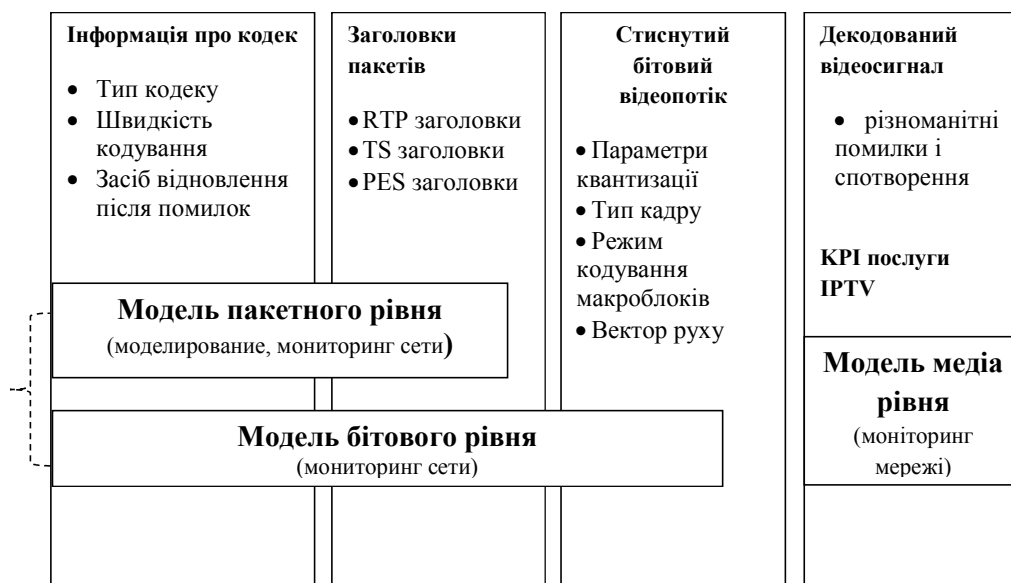 Інформація про кодек
• Тип кодеку
• Швидкість
кодування
• Засіб відновлення
після помилок
Заголовки
пакетів
• RTP заголовки
• TS заголовки
• PES заголовки
Стиснутий
бітовий
відеопотік
• Параметри
квантизації
• Тип кадру
• Режим
кодування
макроблоків
• Вектор руху
Декодований
відеосигнал
• різноманітні
помилки і
спотворення
KPI послуги
IPTV
Модель пакетного рівня
(моделирование, мониторинг сети)
Модель бітового рівня
(мониторинг сети)
Модель медіа
рівня
(моніторинг
мережі)